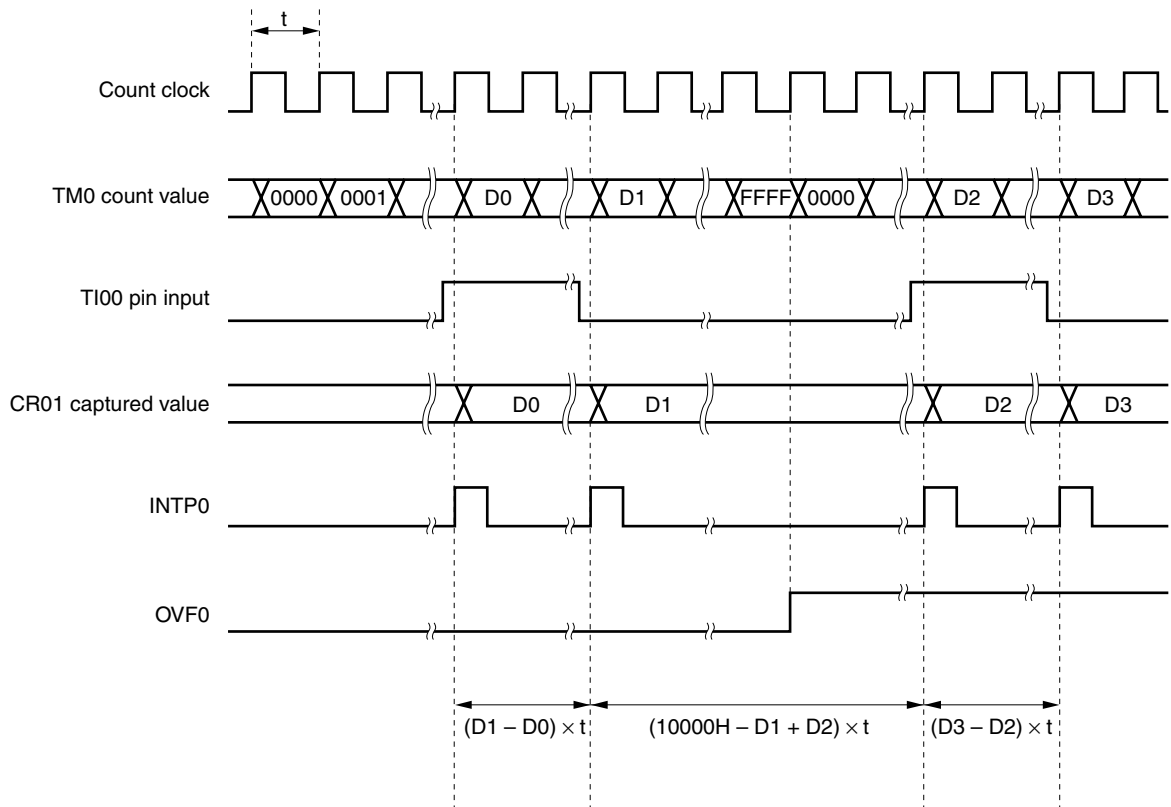 t
Count clock
TM0 count value 0000 0001 D0 D1 FFFF 0000 D2 D3
TI00 pin input
CR01 captured value D0 D1 D2 D3
INTP0
OVF0
(D1 – D0) × t (10000H – D1 + D2) × t (D3 – D2) × t